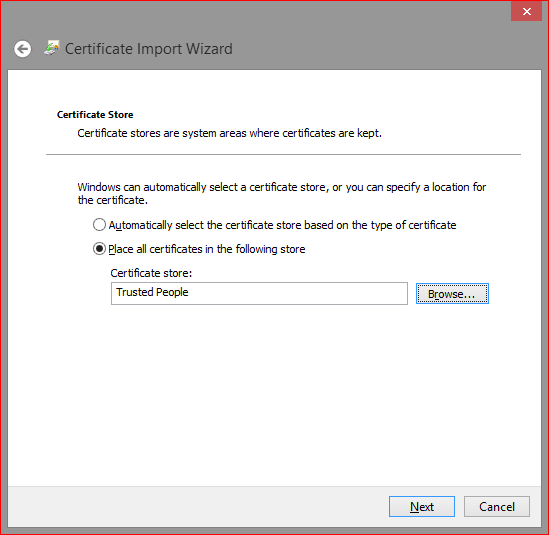 Certificate Import Wizard
Certificate Store
Certificate stores are system areas where certificates are kept.
Windows can automatically select a certificate store, or you can specify a location for
the certificate.
Automatically select the certificate store based on the type of certificate
Place all certificates in the following store
Certificate store:
Trusted People
Browse...
Next
Cancel